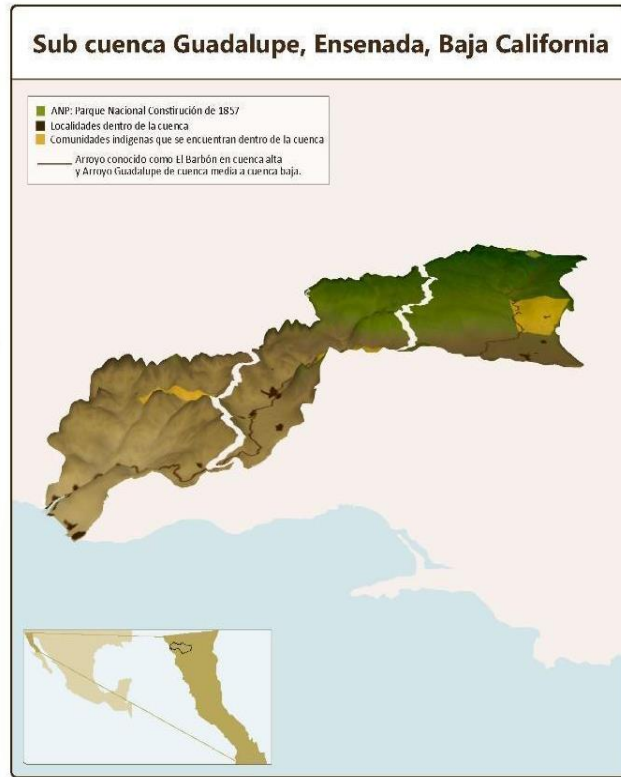 Sub cuenca Guadalupe, Ensenada, Baja California
ANP: Parque Nacional Constirución de 1857
Localidades dentro de la cuenca
Comunidades indigenas que se encuentran dentro de la cuenca
Arroyo conocido como El Barbón en cuenca alta
y Arroyo Guadalupe de cuenca media a cuenca baja.